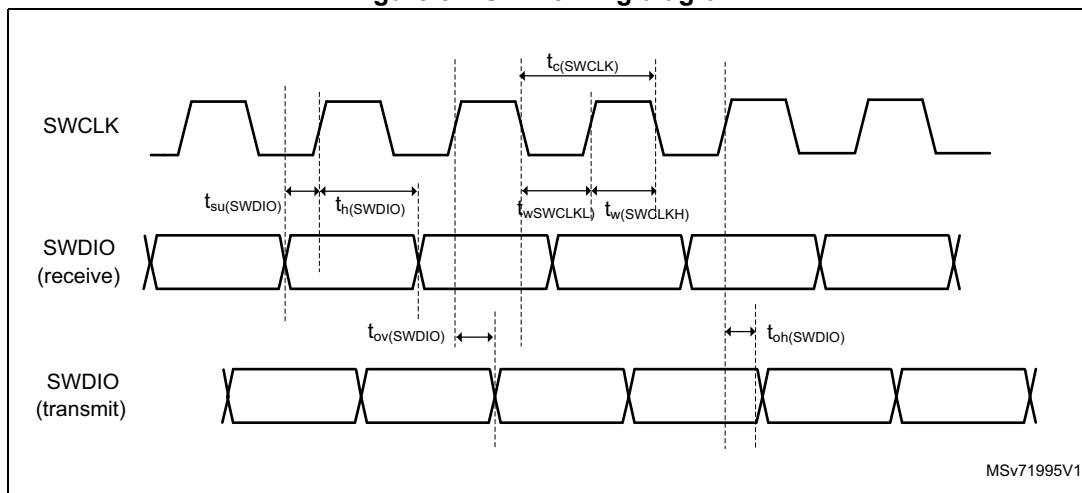 tc(SWCLK)
SWCLK
tsu(SWDIO)
th(SWDIO)
twSWCLKL)
tw(SWCLKH)
SWDIO
(receive)
tov(SWDIO)
toh(SWDIO)
SWDIO
(transmit)
MSv71995V1